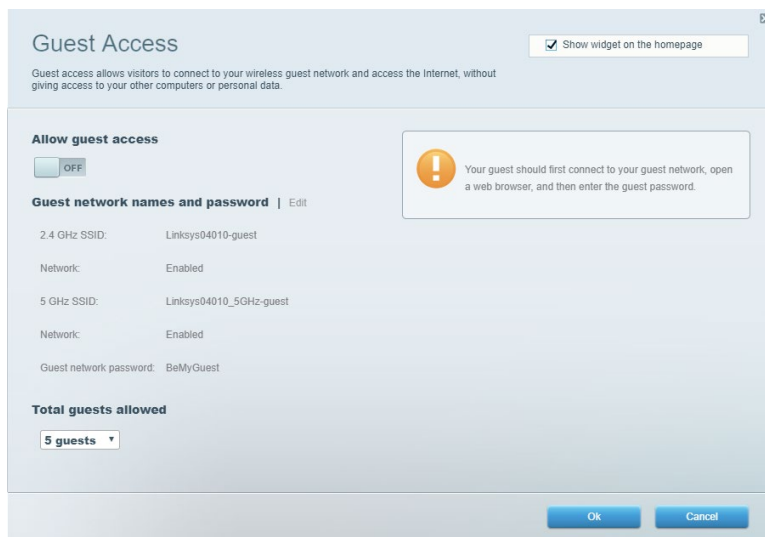 Guest Access
Show widget on the homepage
Guest access allows visitors to connect to your wireless guest network and access the Internet, without
giving access to your other computers or personal data.
Allow guest access
OFF
Your guest should first connect to your guest network, open
a web browser, and then enter the guest password.
Guest network names and password | Edit
2.4 GHz SSID: Linksys04010-guest
Network: Enabled
5 GHz SSID: Linksys04010_5GHz-guest
Network: Enabled
Guest network password: BeMyGuest
Total guests allowed
5 guests
Ok Cancel